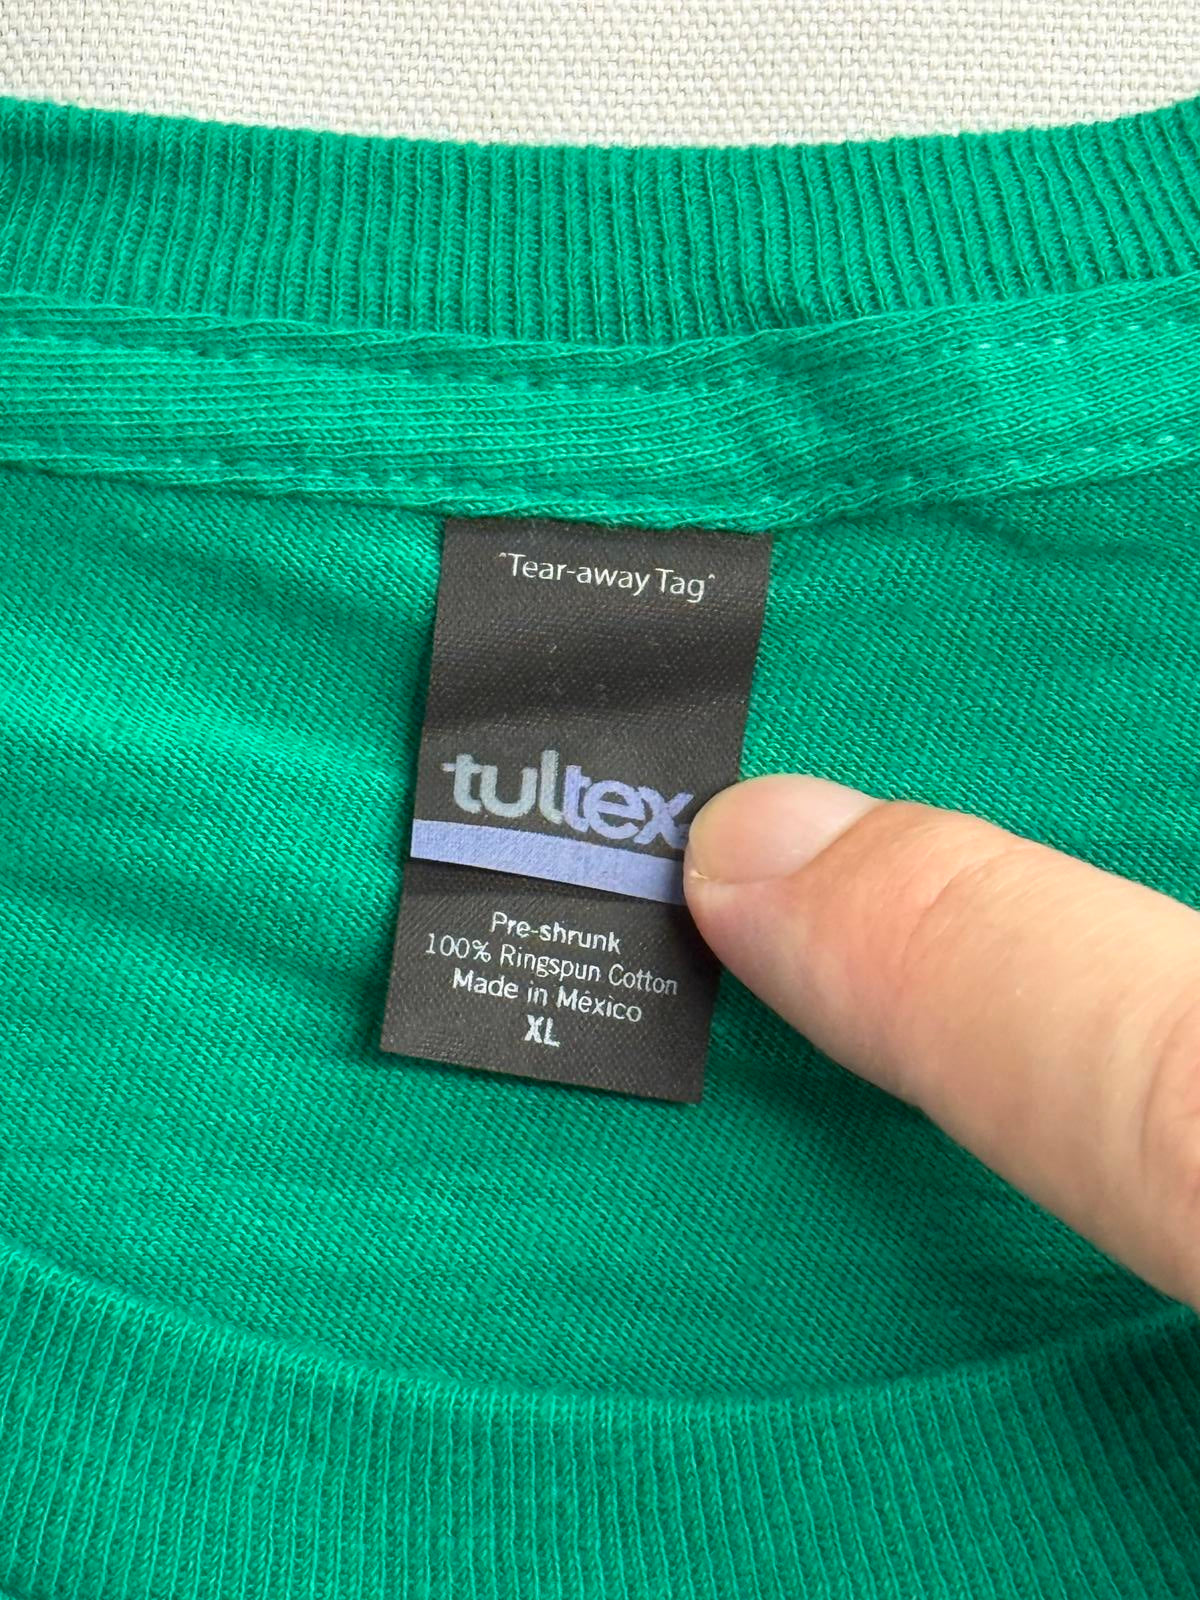 "Tear-away Tag"
tultex
Pre-shrunk
100% Ringspun Cotton
Made in México
XL